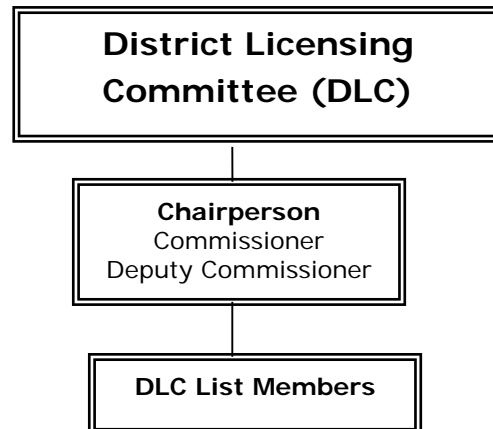 District Licensing
Committee (DLC)
Chairperson
Commissioner
Deputy Commissioner
DLC List Members